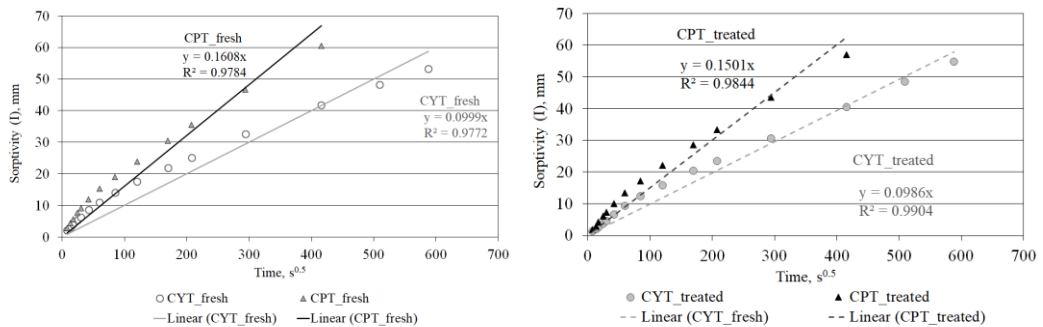 70
60
50
40
30
20
10
0
Sorptivity (I), mm
CPT_fresh
y = 0.1608x
R² = 0.9784
CYT_fresh
y = 0.0999x
R² = 0.9772
0 100 200 300 400 500 600 700
Time, s^0.5
CYT_fresh CPT_fresh
Linear (CYT_fresh) Linear (CPT_fresh)
70
60
50
40
30
20
10
0
Sorptivity (I), mm
CPT_treated
y = 0.1501x
R² = 0.9844
CYT_treated
y = 0.0986x
R² = 0.9904
0 100 200 300 400 500 600 700
Time, s^0.5
CYT_treated CPT_treated
Linear (CYT_fresh) Linear (CPT_treated)